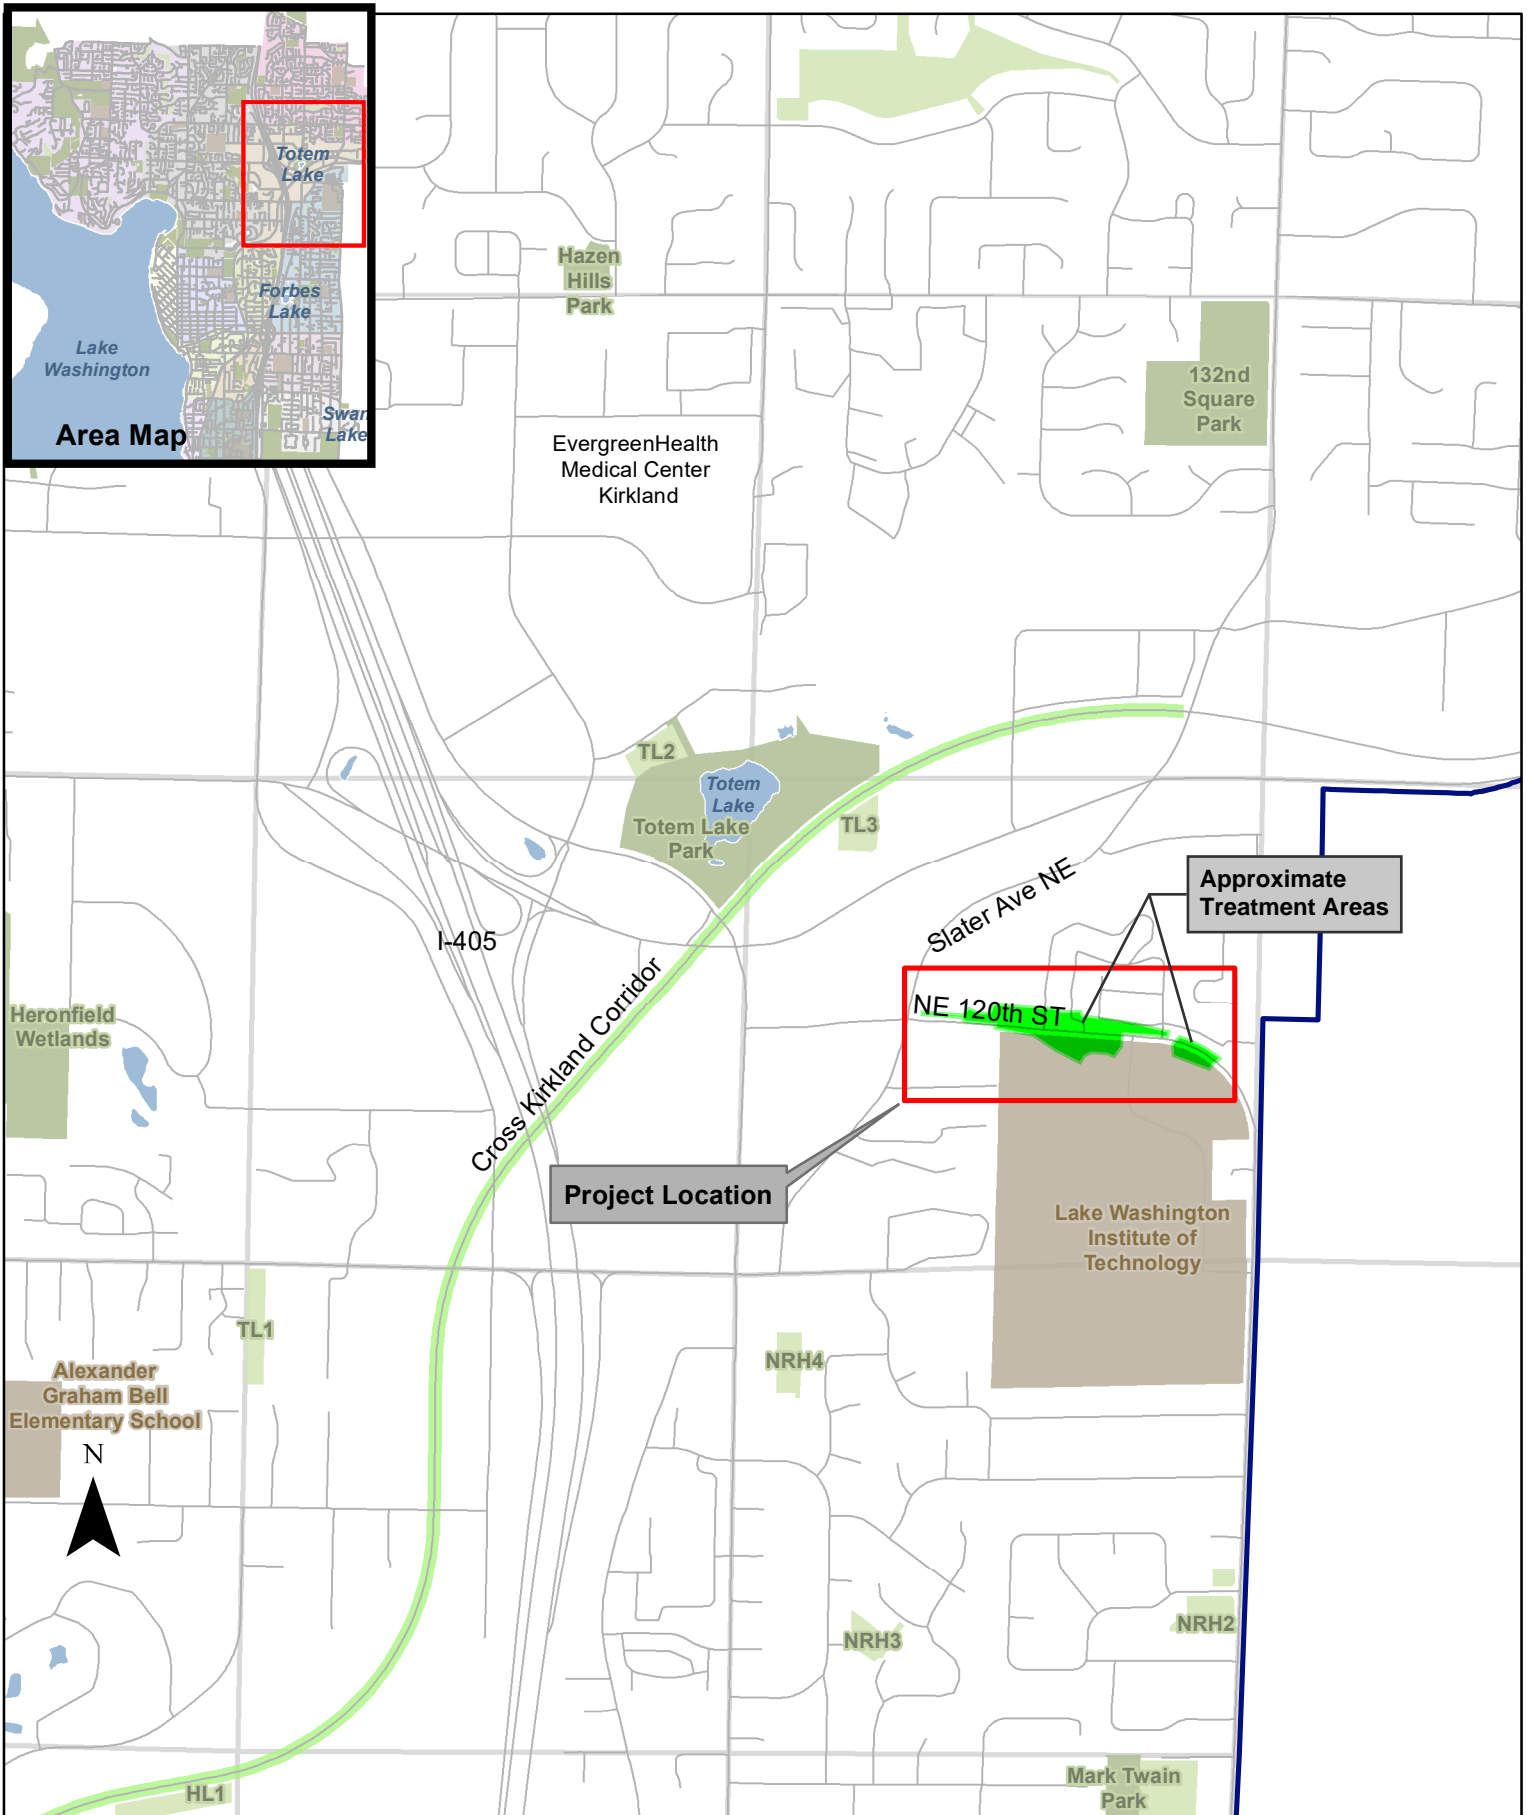 Totem
Lake
Forbes
Lake
Lake
Washington
Swan
Lake
Area Map
Hazen
Hills
Park
132nd
Square
Park
EvergreenHealth
Medical Center
Kirkland
TL2
Totem
Lake
Totem Lake
Park
TL3
Slater Ave NE
Approximate
Treatment Areas
I-405
Cross Kirkland Corridor
NE 120th ST
Heronfield
Wetlands
Project Location
Lake Washington
Institute of
Technology
TL1
NRH4
Alexander
Graham Bell
Elementary School
N
NRH3
NRH2
Mark Twain
Park
HL1